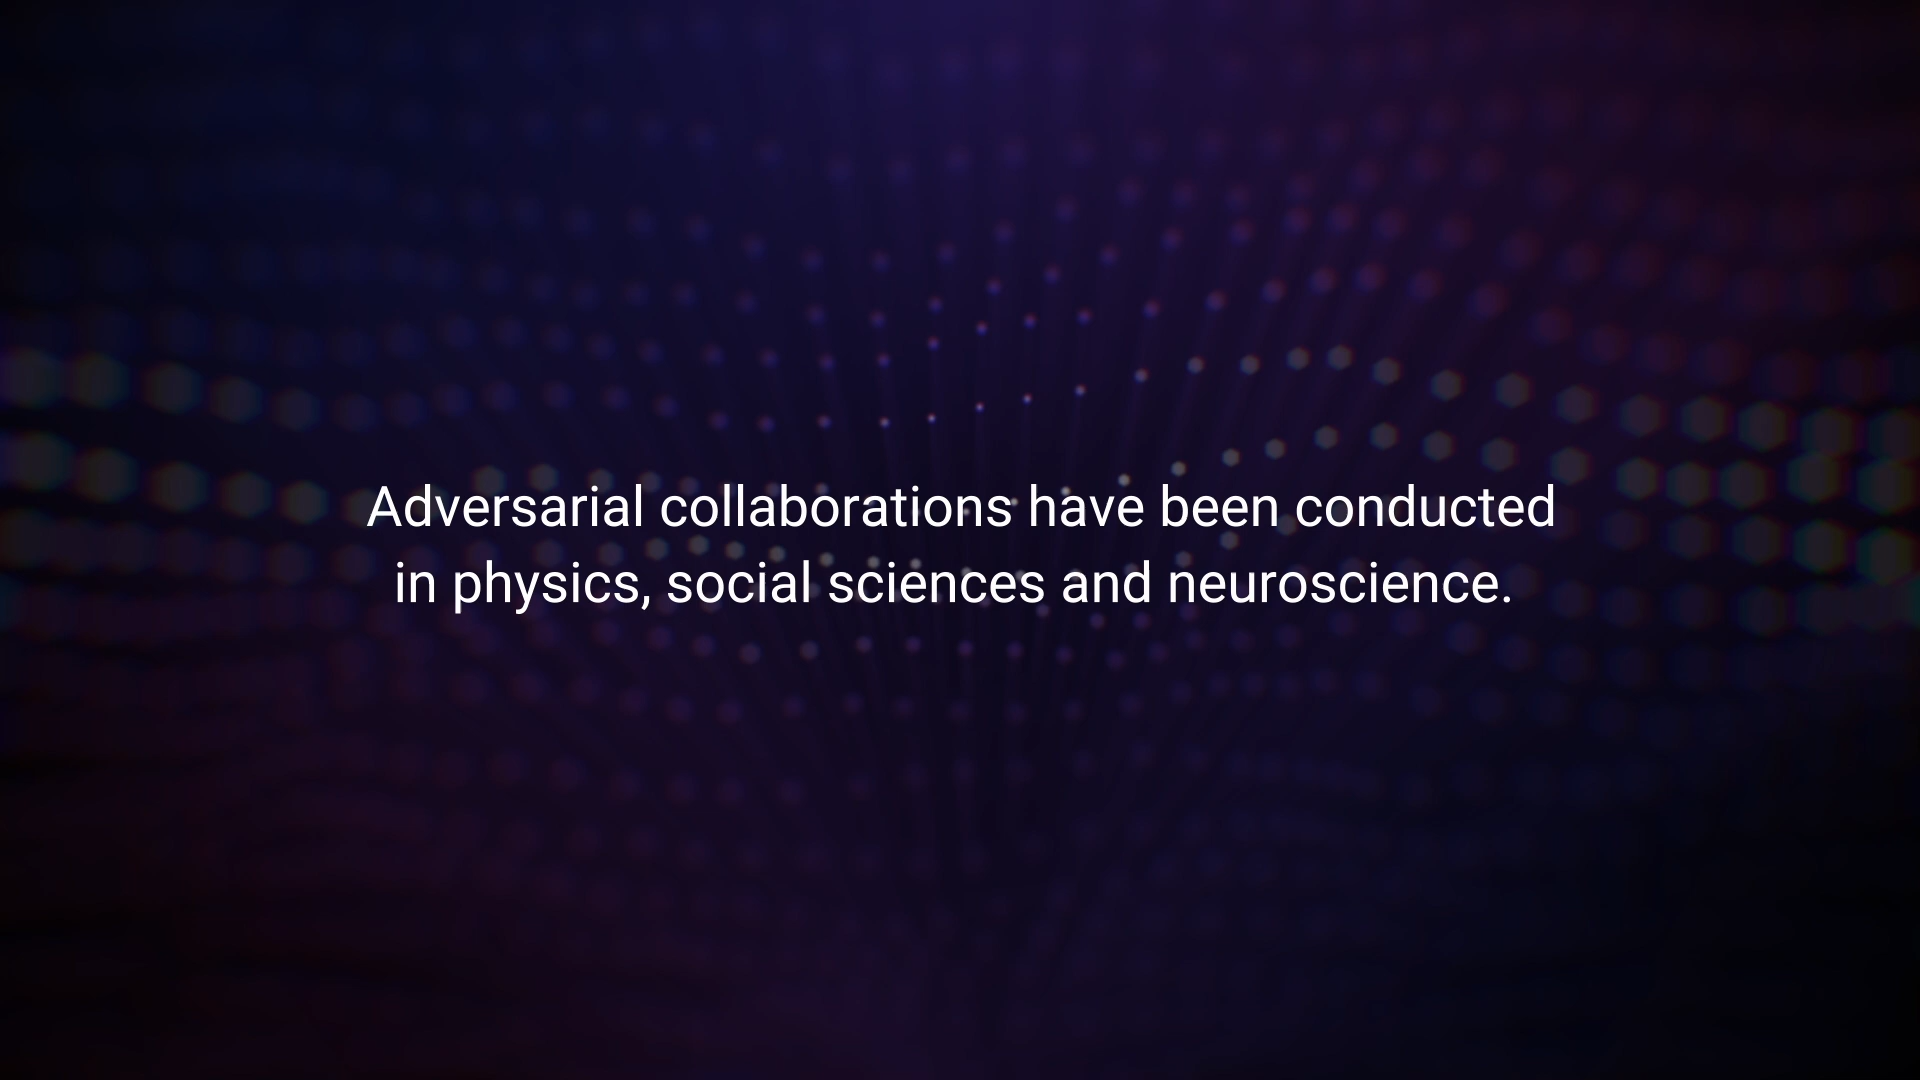 Adversarial collaborations have been conducted
in physics, social sciences and neuroscience.